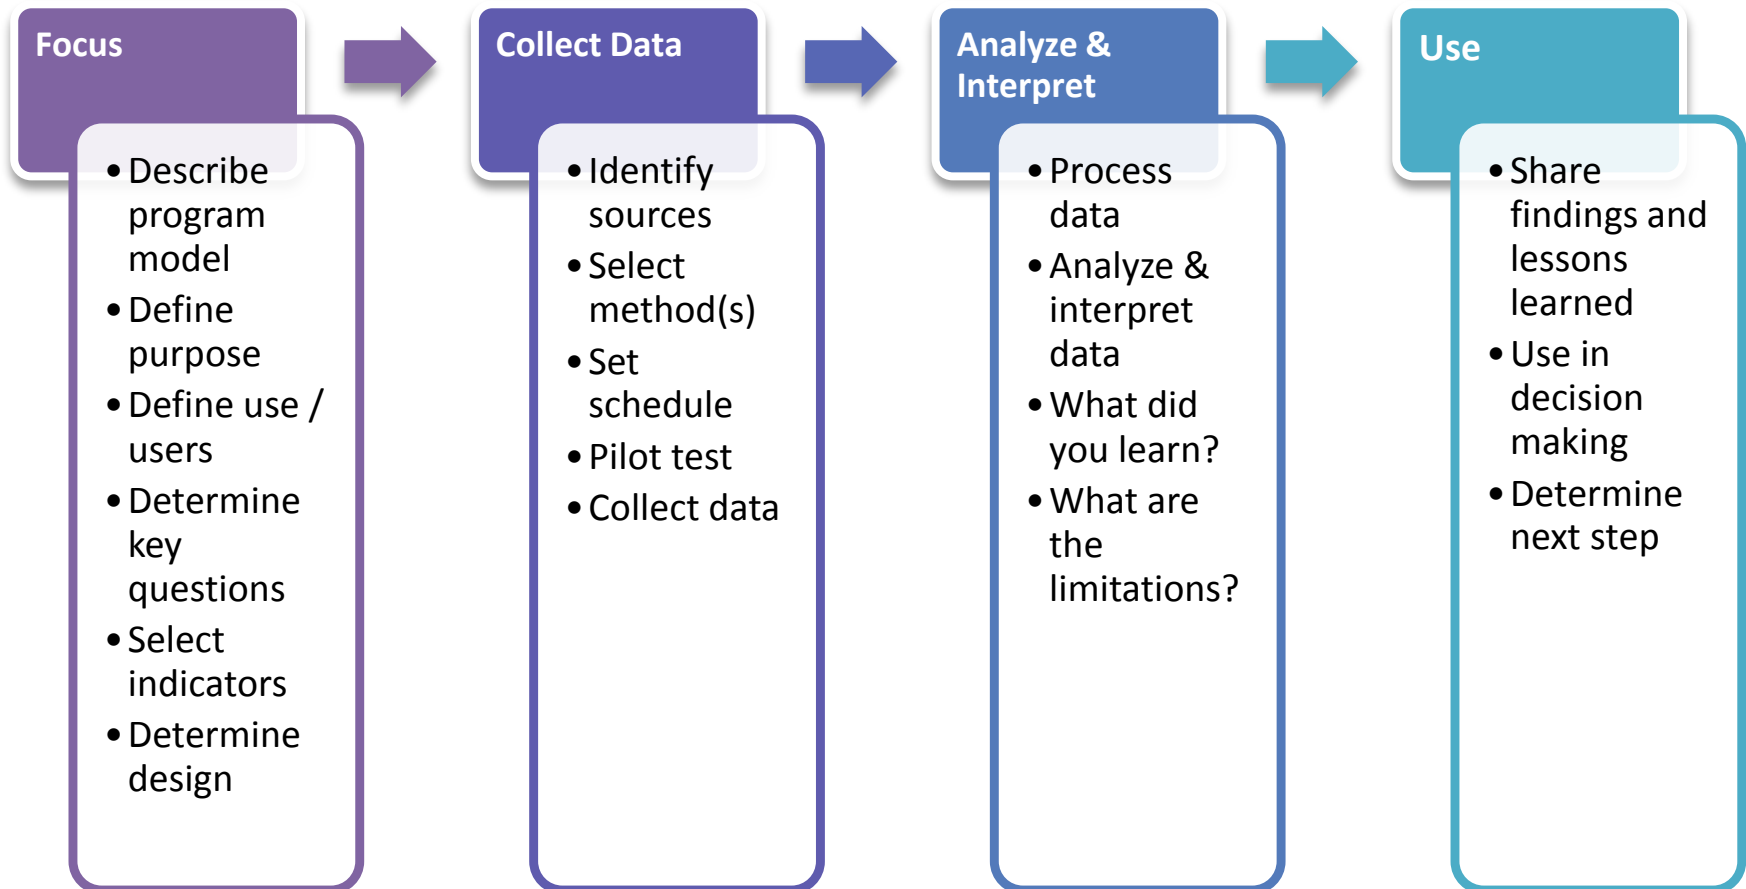 Focus
• Describe
program
model
• Define
purpose
• Define use /
users
• Determine
key
questions
• Select
indicators
• Determine
design
Collect Data
• Identify
sources
• Select
method(s)
• Set
schedule
• Pilot test
• Collect data
Analyze &
Interpret
• Process
data
• Analyze &
interpret
data
• What did
you learn?
• What are
the
limitations?
Use
• Share
findings and
lessons
learned
• Use in
decision
making
• Determine
next step